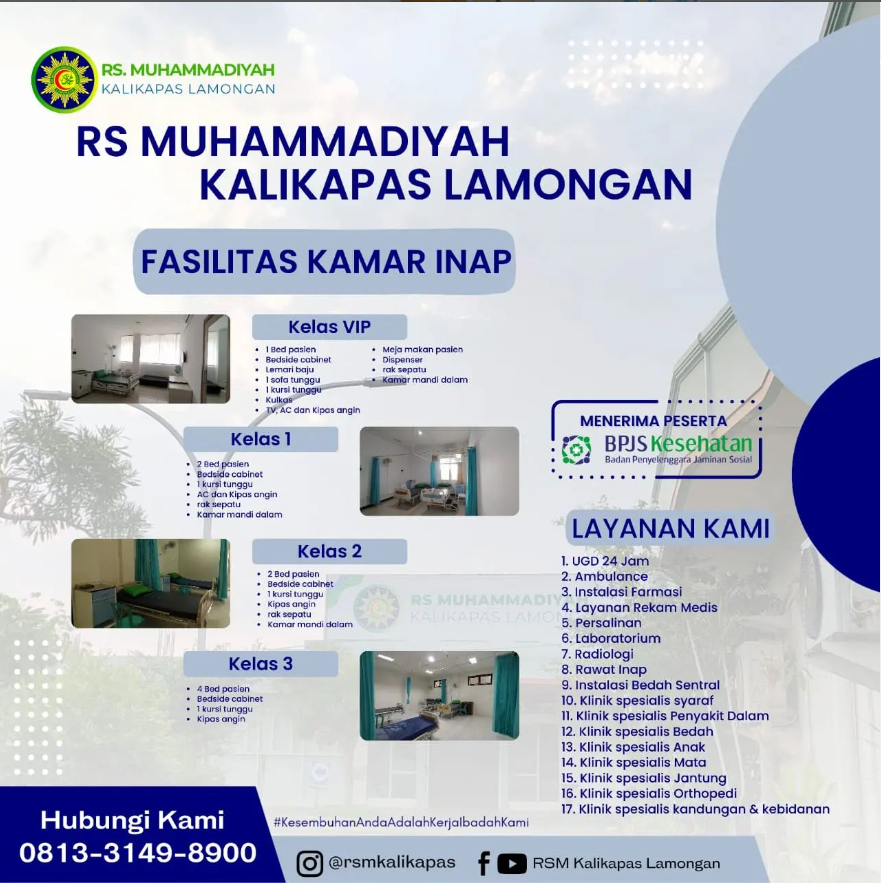 RS. MUHAMMADIYAH
KALIKAPAS LAMONGAN
RS MUHAMMADIYAH
KALIKAPAS LAMONGAN
FASILITAS KAMAR INAP
Kelas VIP
1 Bed pasien
Bedside cabinet
Lemari baju
1 sofa tunggu
1 kursi tunggu
Kulkas
TV, AC dan Kipas angin
Meja makan pasien
Dispenser
rak sepatu
Kamar mandi dalam
Kelas 1
2 Bed pasien
Bedside cabinet
1 kursi tunggu
AC dan Kipas angin
rak sepatu
Kamar mandi dalam
Kelas 2
2 Bed pasien
Bedside cabinet
1 kursi tunggu
Kipas angin
rak sepatu
Kamar mandi dalam
Kelas 3
4 Bed pasien
Bedside cabinet
1 kursi tunggu
Kipas angin
RS MUHAMMADIYAH
KALIKAPAS LAMONGAN
MENERIMA PESERTA
BPJS Kesehatan
Badan Penyelenggara Jaminan Sosial
LAYANAN KAMI
1. UGD 24 Jam
2. Ambulance
3. Instalasi Farmasi
4. Layanan Rekam Medis
5. Persalinan
6. Laboratorium
7. Radiologi
8. Rawat Inap
9. Instalasi Bedah Sentral
10. Klinik spesialis syaraf
11. Klinik spesialis Penyakit Dalam
12. Klinik spesialis Bedah
13. Klinik spesialis Anak
14. Klinik spesialis Mata
15. Klinik spesialis Jantung
16. Klinik spesialis Orthopedi
17. Klinik spesialis kandungan & kebidanan
#KesembuhanAndaAdalahKerjaIbadahKami
Hubungi Kami
0813-3149-8900
@rsmkalikapas
RSM Kalikapas Lamongan